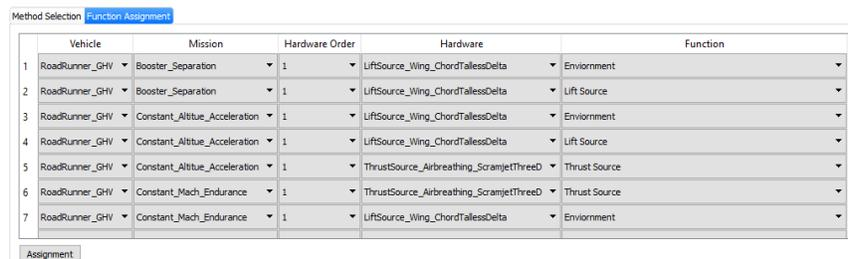 Method Selection Function Assignment
Vehicle Mission Hardware Order Hardware Function
1 RoadRunner_GHV Booster_Separation 1 LiftSource_Wing_ChordTallessDelta Enviornment
2 RoadRunner_GHV Booster_Separation 1 LiftSource_Wing_ChordTallessDelta Lift Source
3 RoadRunner_GHV Constant_Altitue_Acceleration 1 LiftSource_Wing_ChordTallessDelta Enviornment
4 RoadRunner_GHV Constant_Altitue_Acceleration 1 LiftSource_Wing_ChordTallessDelta Lift Source
5 RoadRunner_GHV Constant_Altitue_Acceleration 1 ThrustSource_Airbreathing_ScramjetThreeD Thrust Source
6 RoadRunner_GHV Constant_Mach_Endurance 1 ThrustSource_Airbreathing_ScramjetThreeD Thrust Source
7 RoadRunner_GHV Constant_Mach_Endurance 1 LiftSource_Wing_ChordTallessDelta Enviornment
Assignment